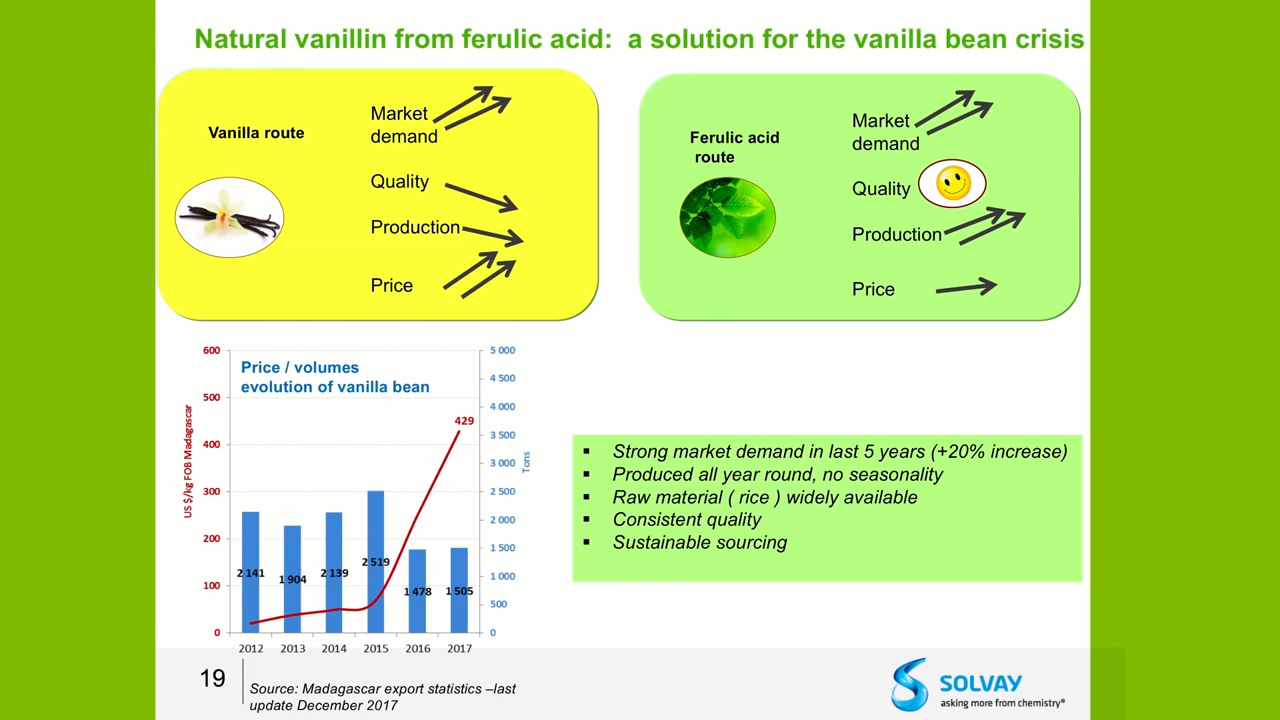 Natural vanillin from ferulic acid:  a solution for the vanilla bean crisis
Vanilla route
Market
demand
Quality
Production
Price
Ferulic acid
route
Market
demand
Quality
Production
Price
Price / volumes
evolution of vanilla bean
US $/kg FOB Madagascar
600
500
400
300
200
100
0
429
2 141
1 904
2 139
2 519
1 478
1 505
5 000
4 500
4 000
3 500
3 000
2 500
2 000
1 500
1 000
500
0
Tons
2012 2013 2014 2015 2016 2017
▪ Strong market demand in last 5 years (+20% increase)
▪ Produced all year round, no seasonality
▪ Raw material ( rice ) widely available
▪ Consistent quality
▪ Sustainable sourcing
19
Source: Madagascar export statistics –last
update December 2017
SOLVAY
asking more from chemistry®